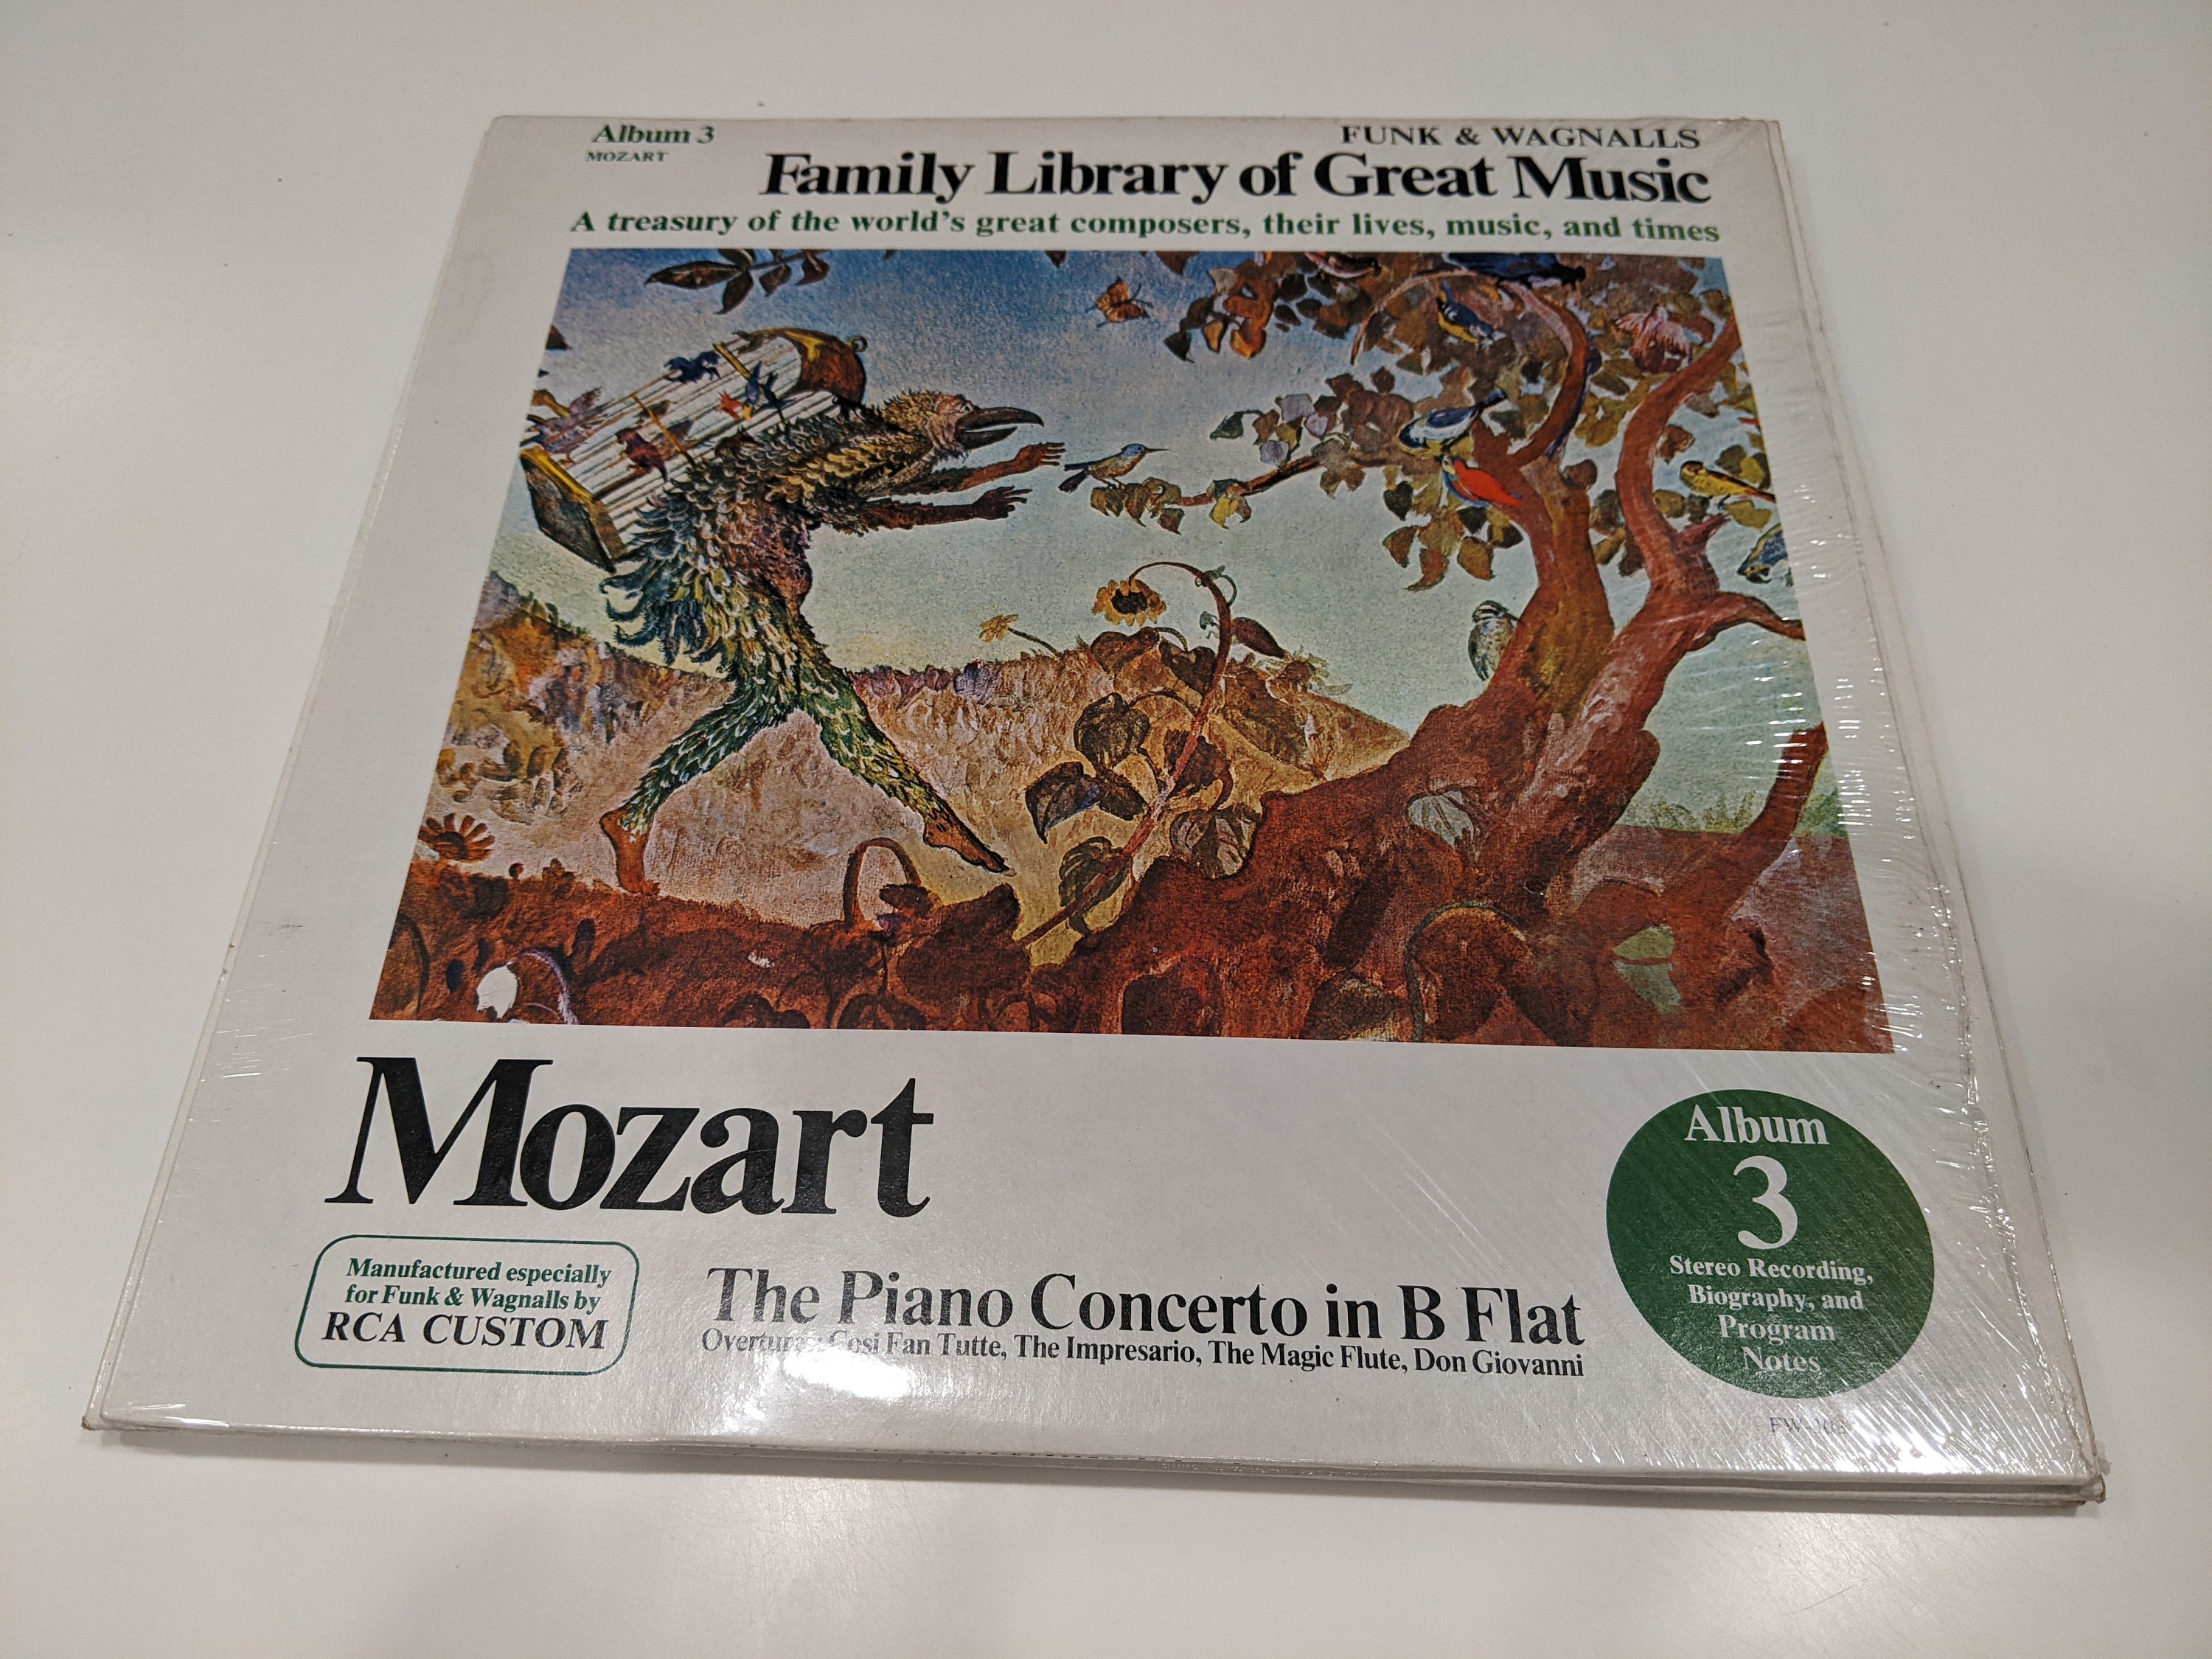 Album 3
MOZART
FUNK & WAGNALLS
Family Library of Great Music
A treasury of the world's great composers, their lives, music, and times
Mozart
Manufactured especially
for Funk & Wagnalls by
RCA CUSTOM
The Piano Concerto in B Flat
Overtures: Cosi Fan Tutte, The Impresario, The Magic Flute, Don Giovanni
Album
3
Stereo Recording,
Biography, and
Program
Notes